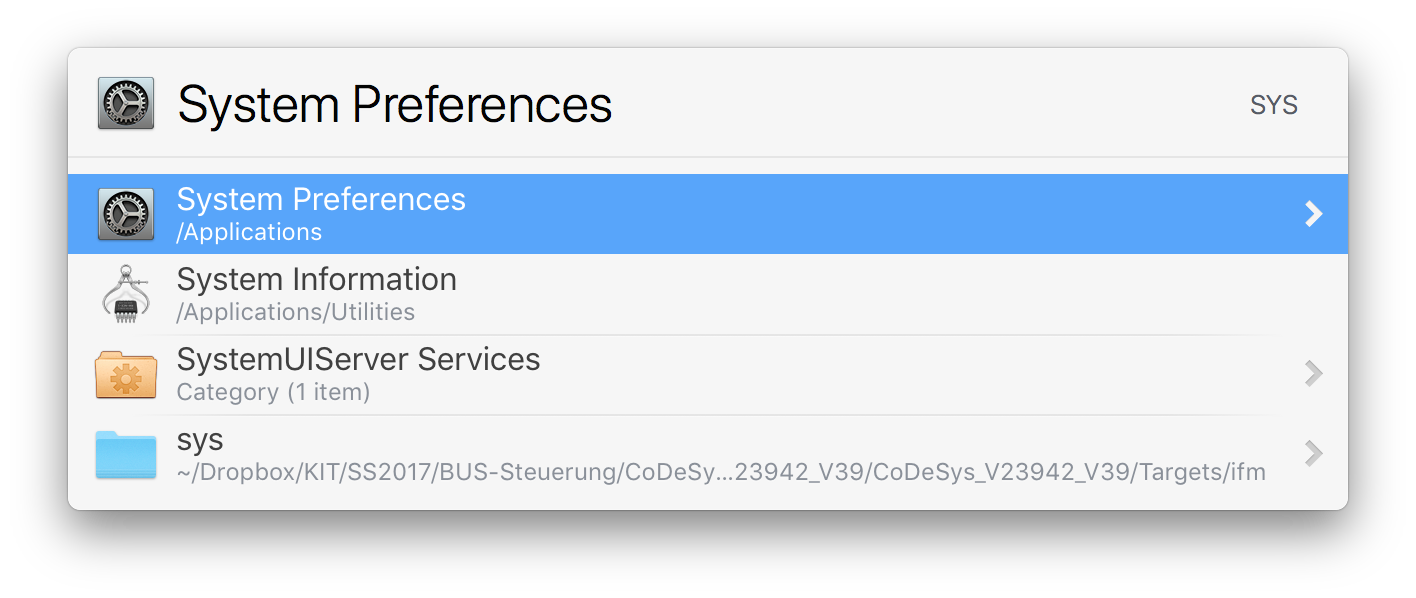 System Preferences
SYS
System Preferences
/Applications
System Information
/Applications/Utilities
SystemUIServer Services
Category (1 item)
sys
~/Dropbox/KIT/SS2017/BUS-Steuerung/CoDeSy...23942_V39/CoDeSys_V23942_V39/Targets/ifm